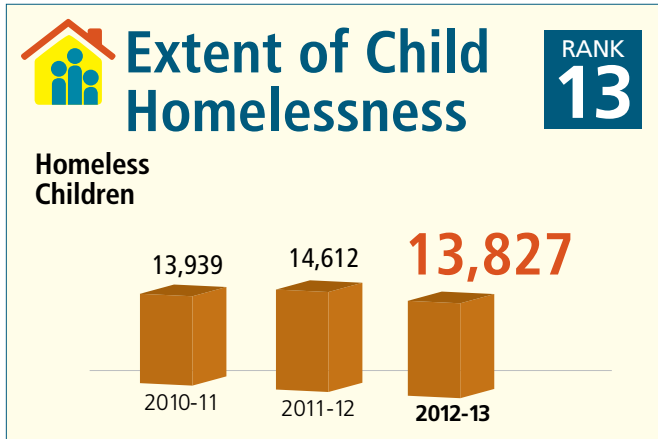 Extent of Child
Homelessness
RANK
13
Homeless
Children
13,939
14,612
13,827
2010-11
2011-12
2012-13